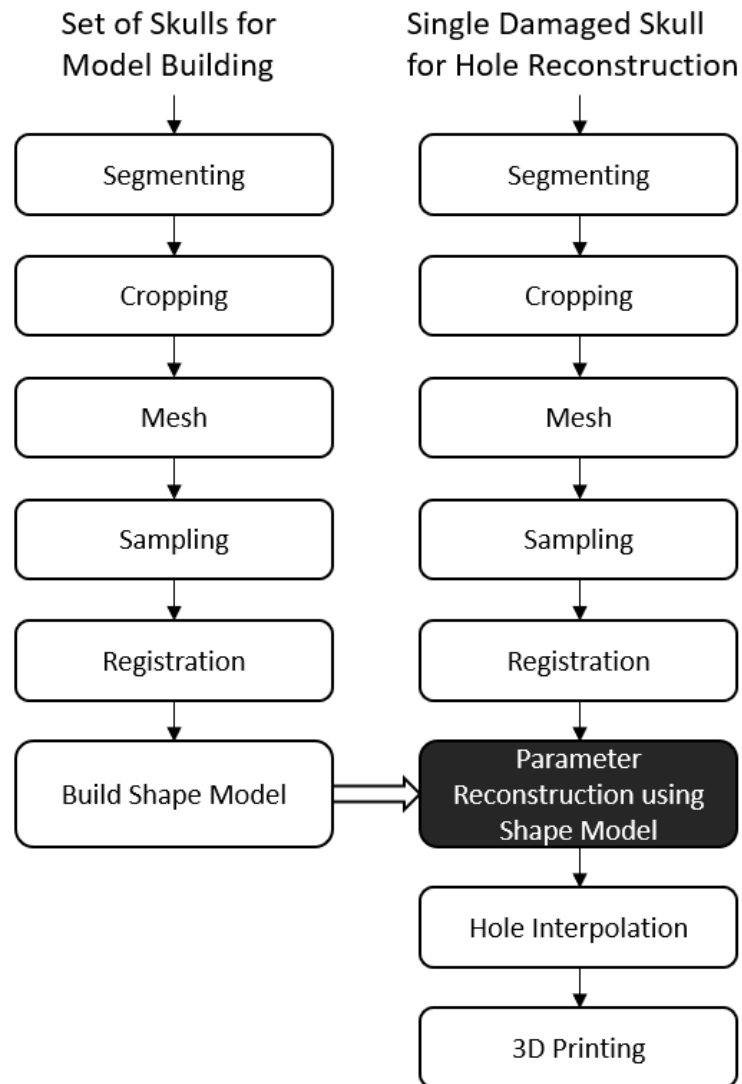 Set of Skulls for
Model Building
Segmenting
Cropping
Mesh
Sampling
Registration
Build Shape Model
Single Damaged Skull
for Hole Reconstruction
Segmenting
Cropping
Mesh
Sampling
Registration
Parameter
Reconstruction using
Shape Model
Hole Interpolation
3D Printing